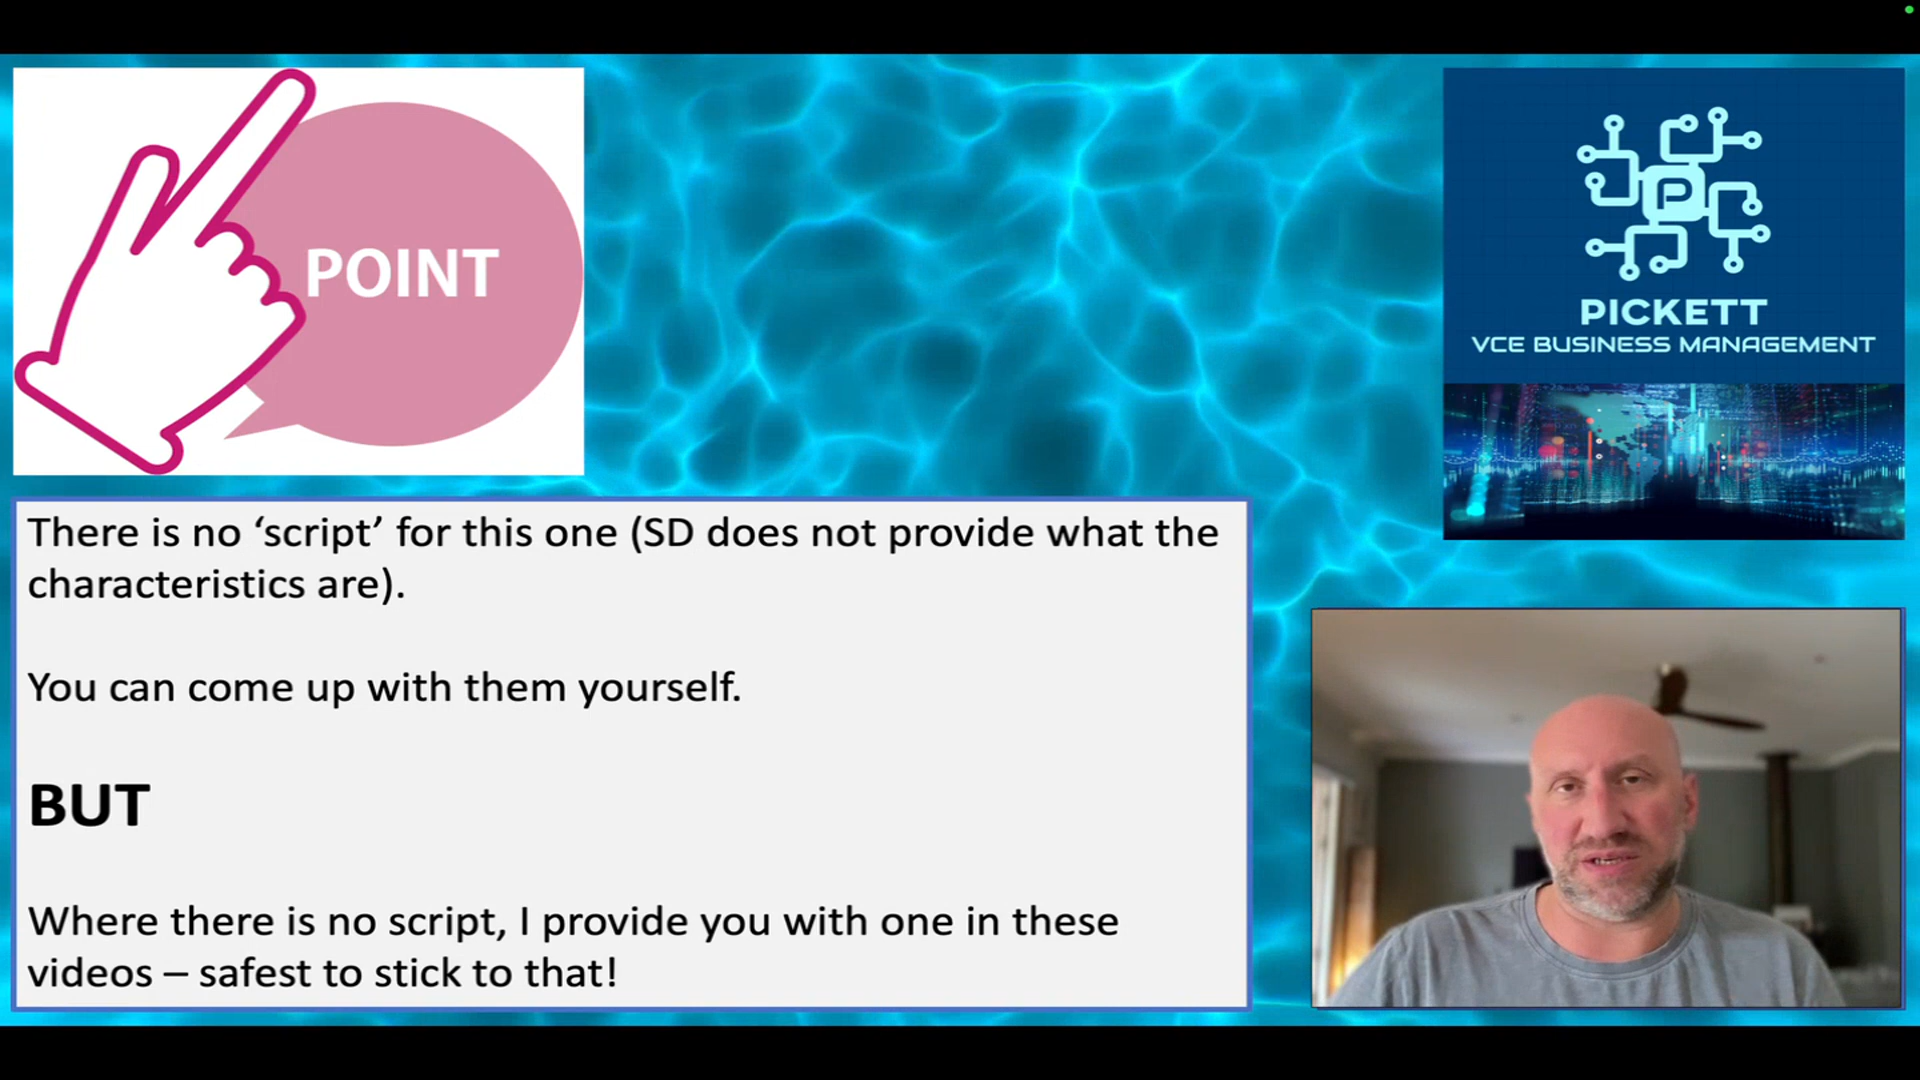 POINT
PICKETT
VCE BUSINESS MANAGEMENT
There is no ‘script’ for this one (SD does not provide what the
characteristics are).
You can come up with them yourself.
BUT
Where there is no script, I provide you with one in these
videos – safest to stick to that!